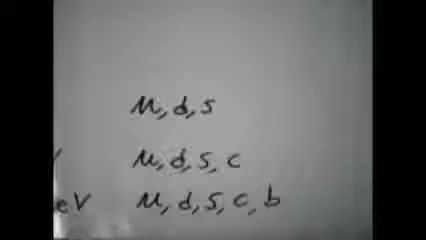 u, d, s
u, d, s, c
eV u, d, s, c, b